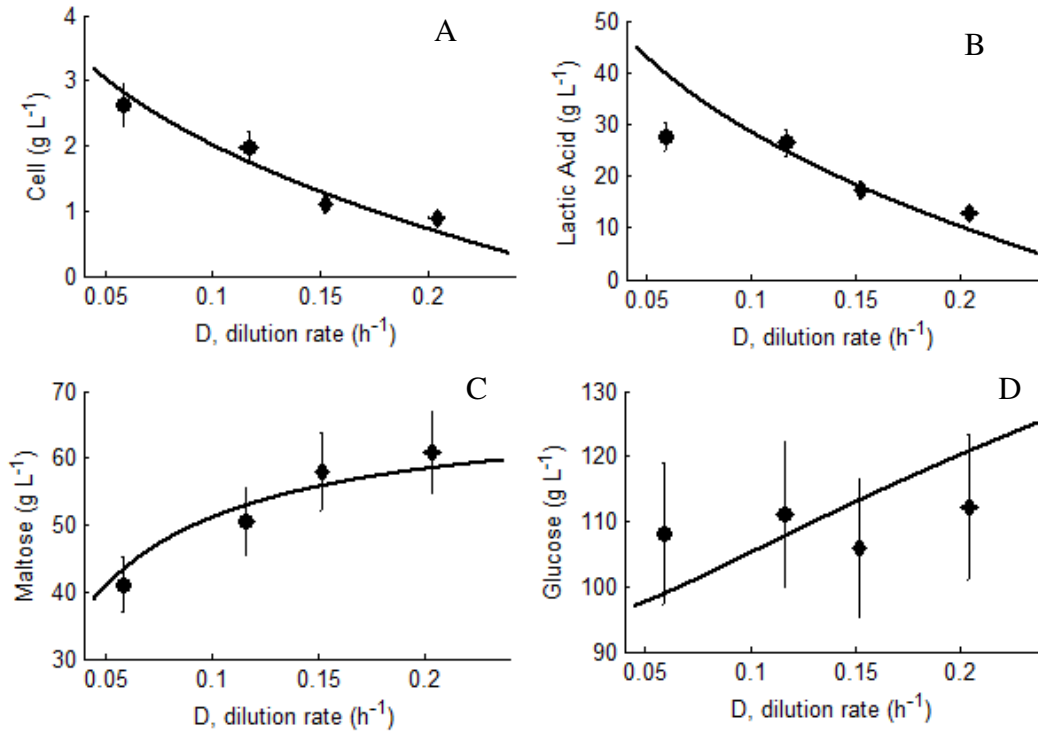 A
Cell (g L⁻¹)
4
3
2
1
0
0.05 0.1 0.15 0.2
D, dilution rate (h⁻¹)
B
Lactic Acid (g L⁻¹)
50
40
30
20
10
0
0.05 0.1 0.15 0.2
D, dilution rate (h⁻¹)
C
Maltose (g L⁻¹)
70
60
50
40
30
0.05 0.1 0.15 0.2
D, dilution rate (h⁻¹)
D
Glucose (g L⁻¹)
130
120
110
100
90
0.05 0.1 0.15 0.2
D, dilution rate (h⁻¹)